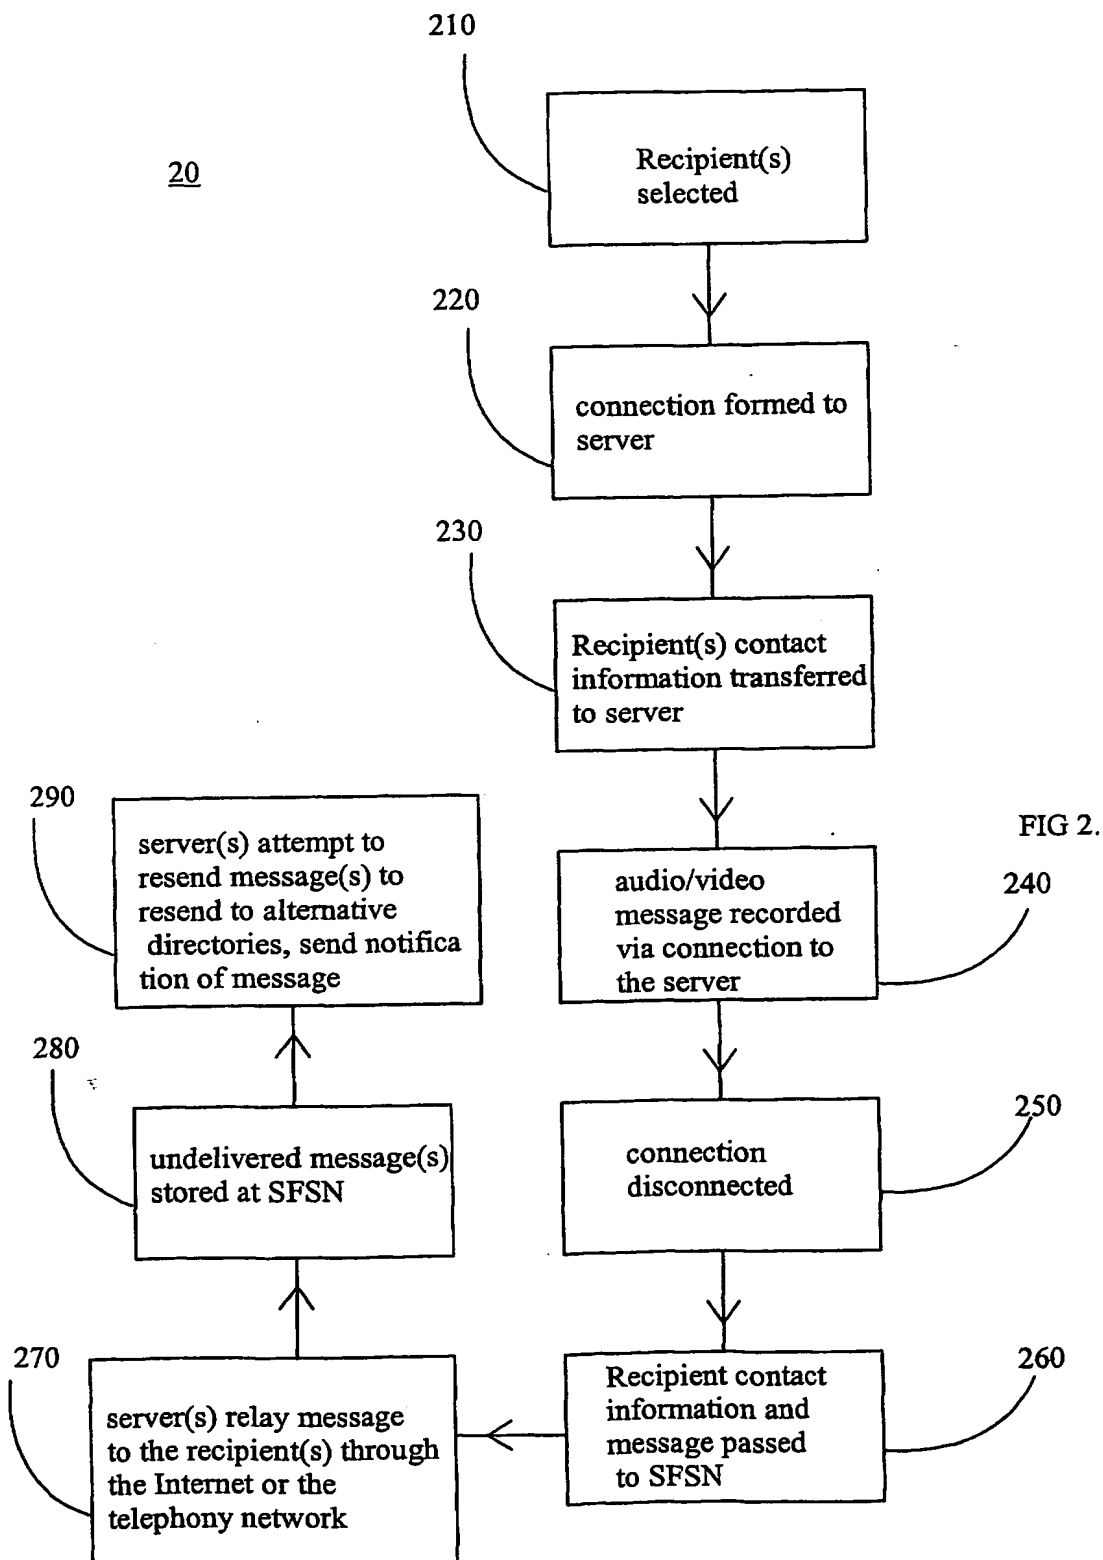 210
20
Recipient(s)
selected
220
connection formed to
server
230
Recipient(s) contact
information transferred
to server
FIG 2.
240
audio/video
message recorded
via connection to
the server
250
connection
disconnected
260
Recipient contact
information and
message passed
to SFSN
270
server(s) relay message
to the recipient(s) through
the Internet or the
telephony network
280
undelivered message(s)
stored at SFSN
290
server(s) attempt to
resend message(s) to
resend to alternative
directories, send notifica
tion of message